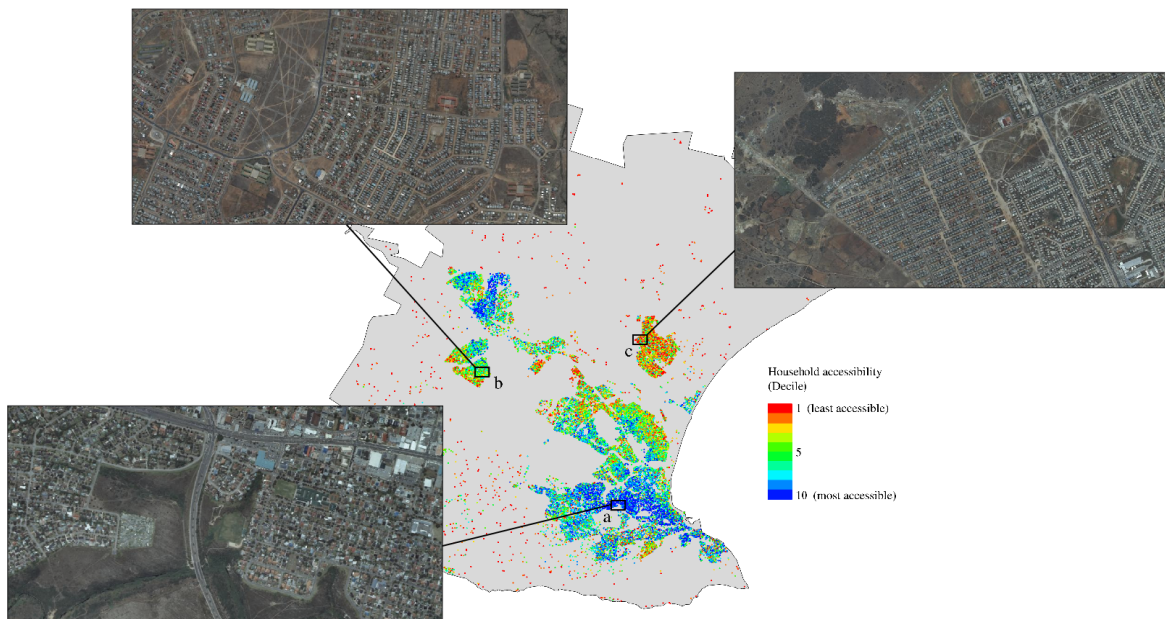 c
b
Household accessibility
(Decile)
1 (least accessible)
5
10 (most accessible)
a